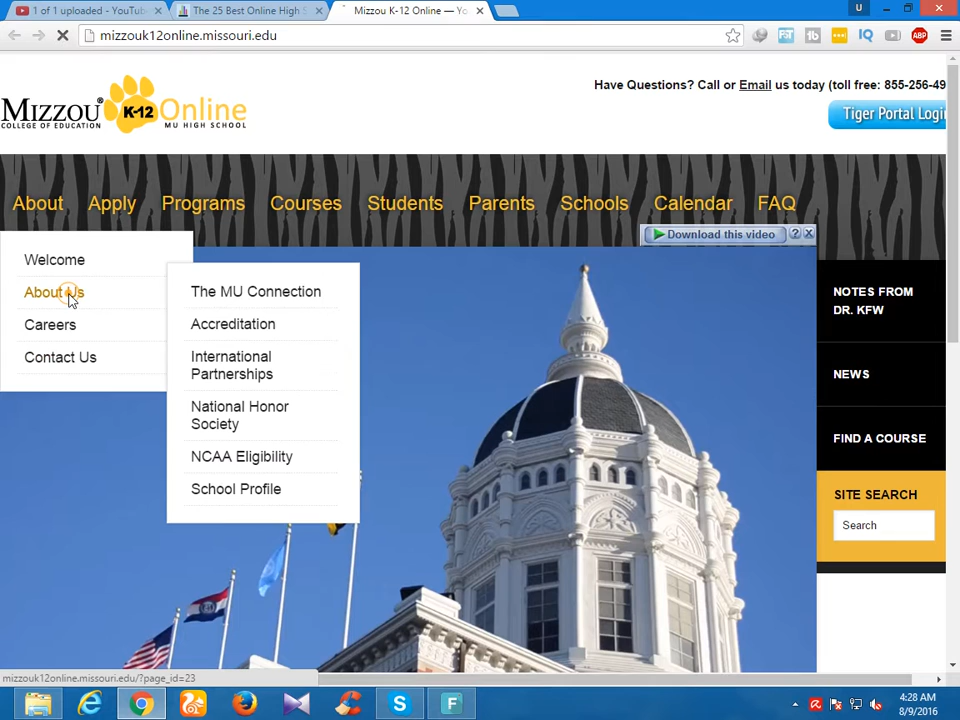 1 of 1 uploaded - YouTub
The 25 Best Online High S
Mizzou K-12 Online — Yo
U
mizzouk12online.missouri.edu
MIZZOU
COLLEGE OF EDUCATION
K-12
Online
MU HIGH SCHOOL
Have Questions? Call or Email us today (toll free: 855-256-49
Tiger Portal Login
About
Apply
Programs
Courses
Students
Parents
Schools
Calendar
FAQ
Download this video
?
Welcome
About Us
Careers
Contact Us
The MU Connection
Accreditation
International
Partnerships
National Honor
Society
NCAA Eligibility
School Profile
NOTES FROM
DR. KFW
NEWS
FIND A COURSE
SITE SEARCH
Search
mizzouk12online.missouri.edu/?page_id=23
4:28 AM
8/9/2016